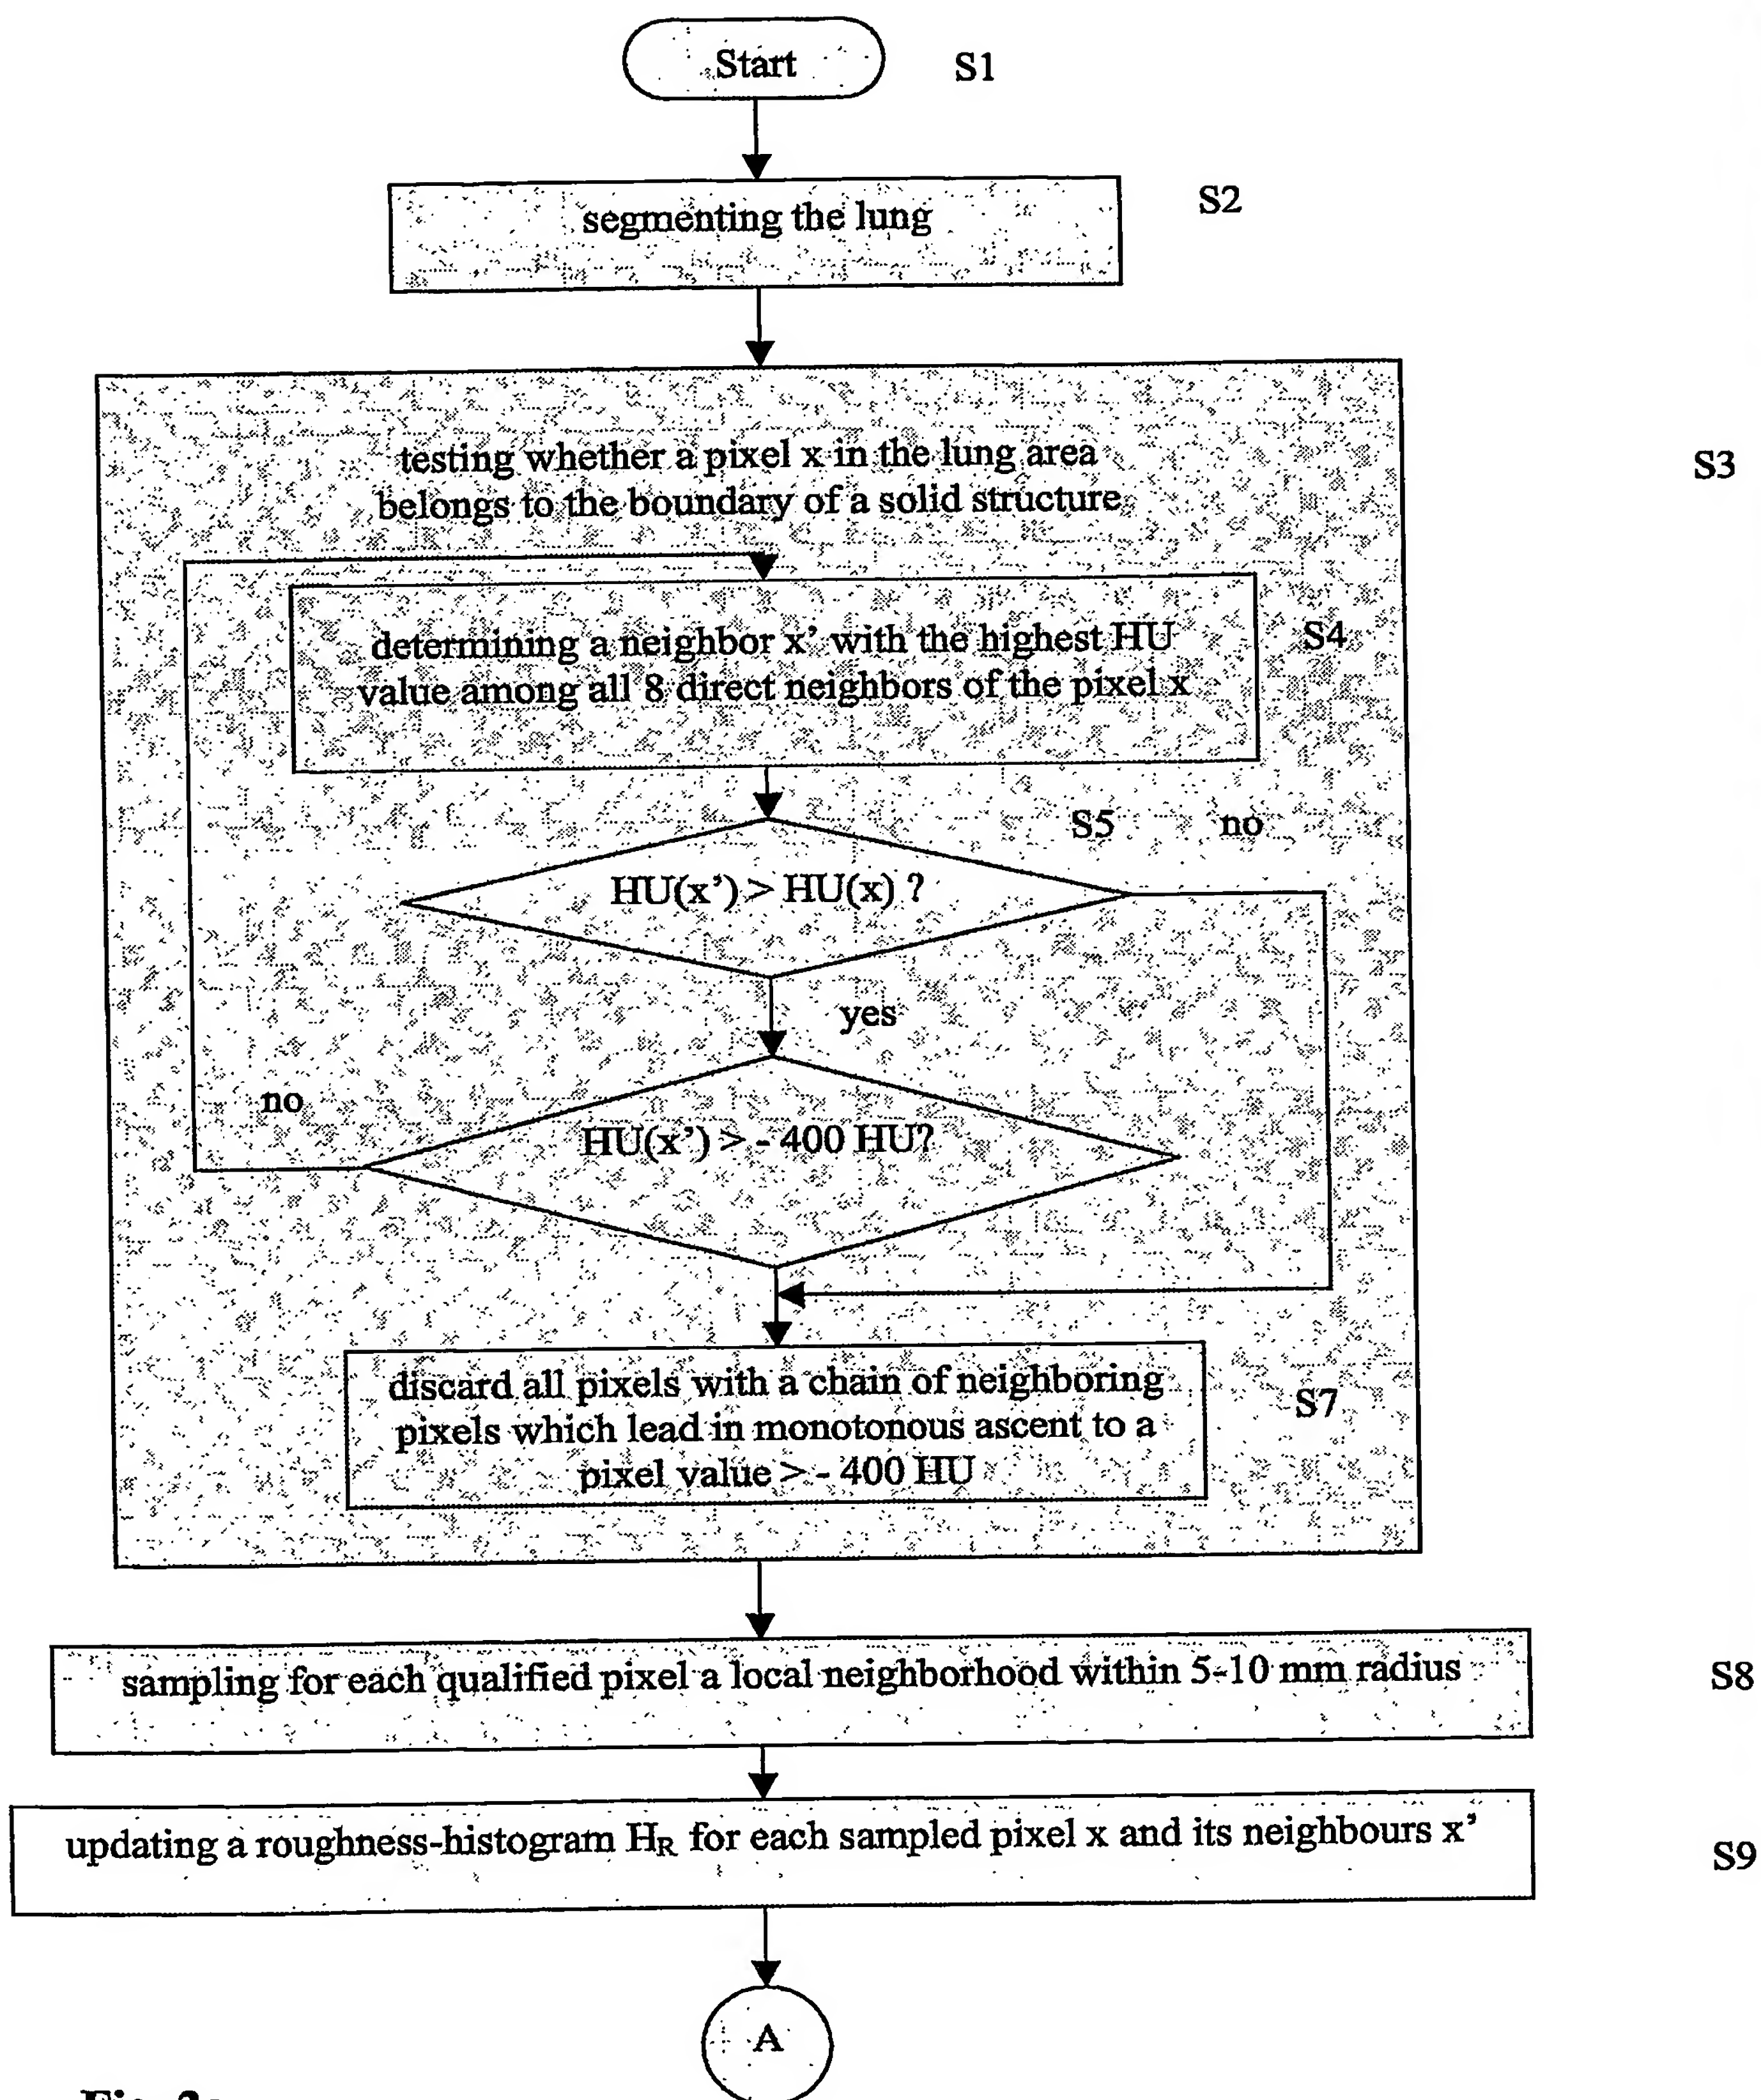 Start S1
segmenting the lung S2
testing whether a pixel x in the lung area
belongs to the boundary of a solid structure
S3
determining a neighbor x’ with the highest HU
value among all 8 direct neighbors of the pixel x
S4
S5 no
HU(x’) > HU(x) ?
yes
no
HU(x’) > - 400 HU?
discard all pixels with a chain of neighboring
pixels which lead in monotonous ascent to a
pixel value > - 400 HU
S7
sampling for each qualified pixel a local neighborhood within 5-10 mm radius S8
updating a roughness-histogram HR for each sampled pixel x and its neighbours x’
S9
A